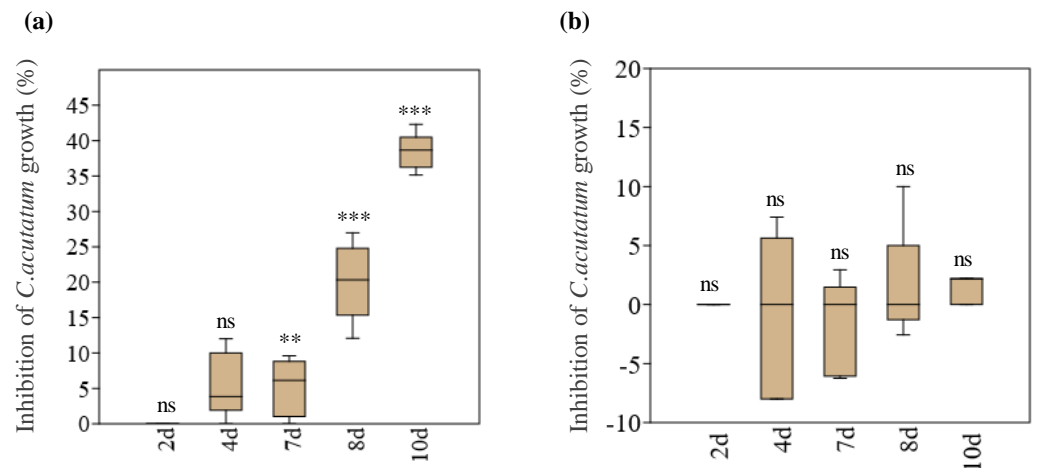 (a)
Inhibition of C.acutatum growth (%)
45
40
35
30
25
20
15
10
5
0
ns
ns
**
***
***
2d
4d
7d
8d
10d
(b)
Inhibition of C.acutatum growth (%)
20
15
10
5
0
-5
-10
ns
ns
ns
ns
ns
2d
4d
7d
8d
10d